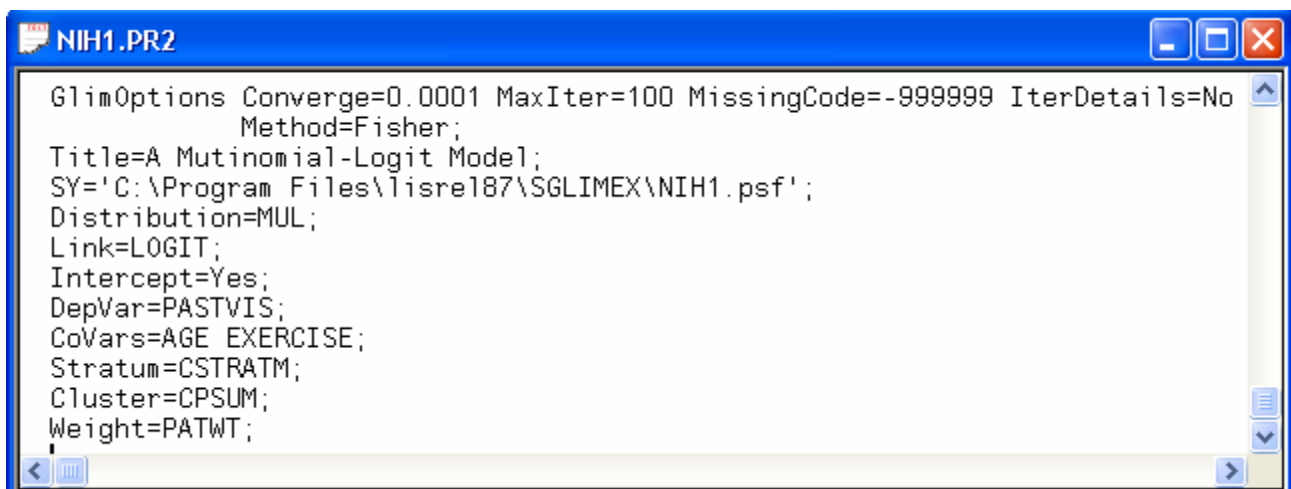 NIH1.PR2
GlimOptions Converge=0.0001 MaxIter=100 MissingCode=-999999 IterDetails=No
Method=Fisher;
Title=A Mutinomial-Logit Model;
SY='C:\Program Files\lisrel87\SGLIMEX\NIH1.psf';
Distribution=MUL;
Link=LOGIT;
Intercept=Yes;
DepVar=PASTVIS;
CoVars=AGE EXERCISE;
Stratum=CSTRATM;
Cluster=CPSUM;
Weight=PATWT;